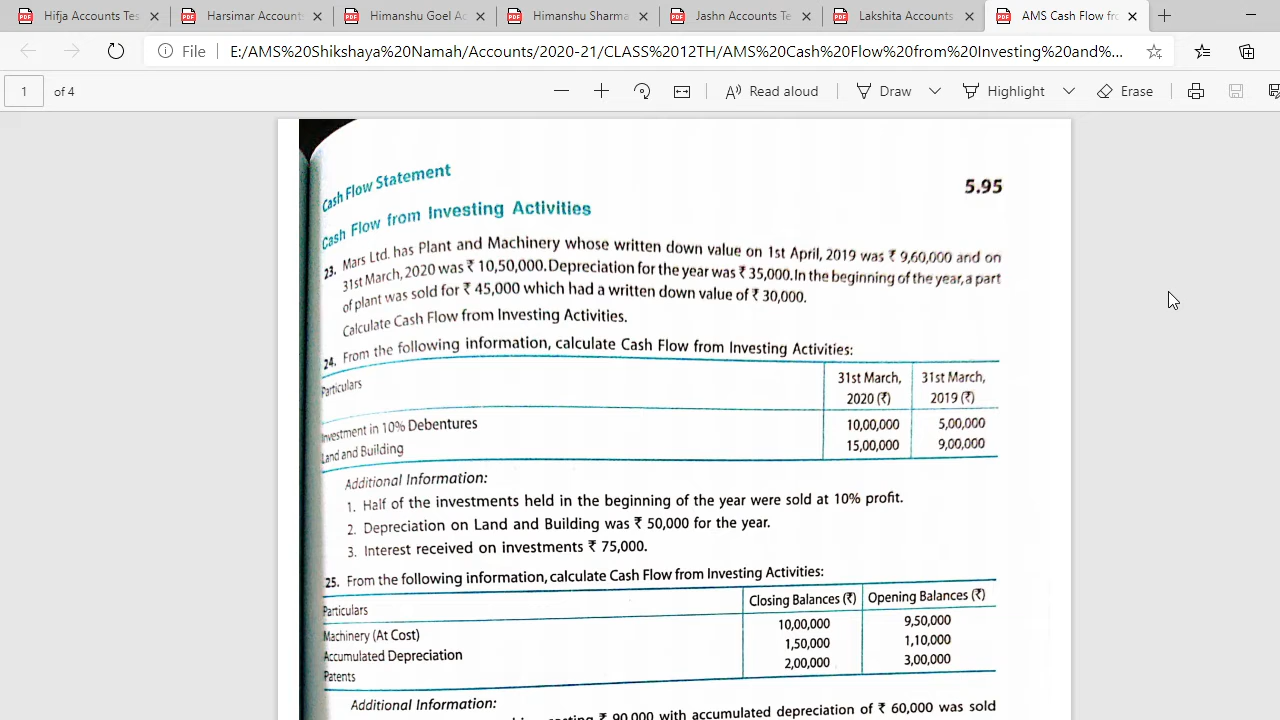 Hifja Accounts Tes
Harsimar Account
Himanshu Goel Ac
Himanshu Sharma
Jashn Accounts Te
Lakshita Accounts
AMS Cash Flow fro
File
E:/AMS%20Shikshaya%20Namah/Accounts/2020-21/CLASS%2012TH/AMS%20Cash%20Flow%20from%20Investing%20and%...
1 of 4
Read aloud
Draw
Highlight
Erase
Cash Flow Statement
5.95
Cash Flow from Investing Activities
23. Mars Ltd. has Plant and Machinery whose written down value on 1st April, 2019 was ₹ 9,60,000 and on
31st March, 2020 was ₹ 10,50,000. Depreciation for the year was ₹ 35,000. In the beginning of the year, a part
of plant was sold for ₹ 45,000 which had a written down value of ₹ 30,000.
Calculate Cash Flow from Investing Activities.
24. From the following information, calculate Cash Flow from Investing Activities:
Particulars 31st March, 31st March,
2020 (₹) 2019 (₹)
Investment in 10% Debentures 10,00,000 5,00,000
Land and Building 15,00,000 9,00,000
Additional Information:
1. Half of the investments held in the beginning of the year were sold at 10% profit.
2. Depreciation on Land and Building was ₹ 50,000 for the year.
3. Interest received on investments ₹ 75,000.
25. From the following information, calculate Cash Flow from Investing Activities:
Particulars Closing Balances (₹) Opening Balances (₹)
Machinery (At Cost) 10,00,000 9,50,000
Accumulated Depreciation 1,50,000 1,10,000
Patents 2,00,000 3,00,000
Additional Information:
₹ 90,000 with accumulated depreciation of ₹ 60,000 was sold